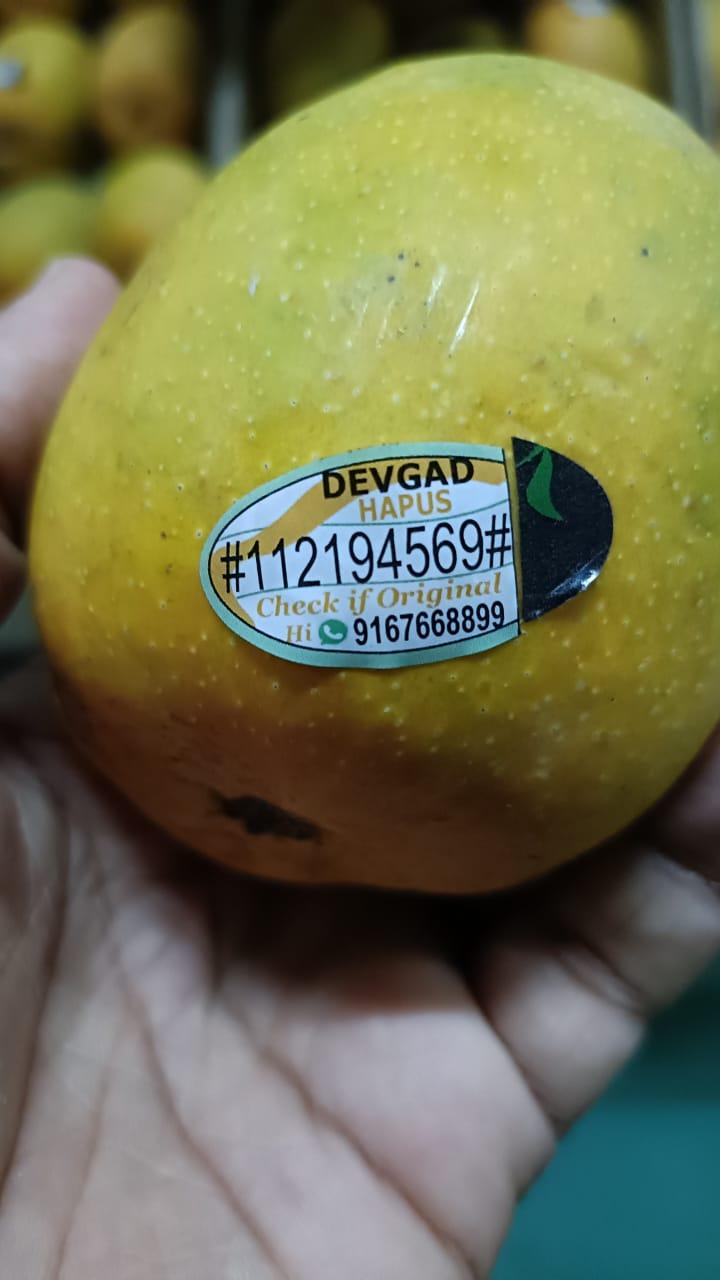 DEVGAD
HAPUS
#112194569#
Check if Original
Hi 9167668899